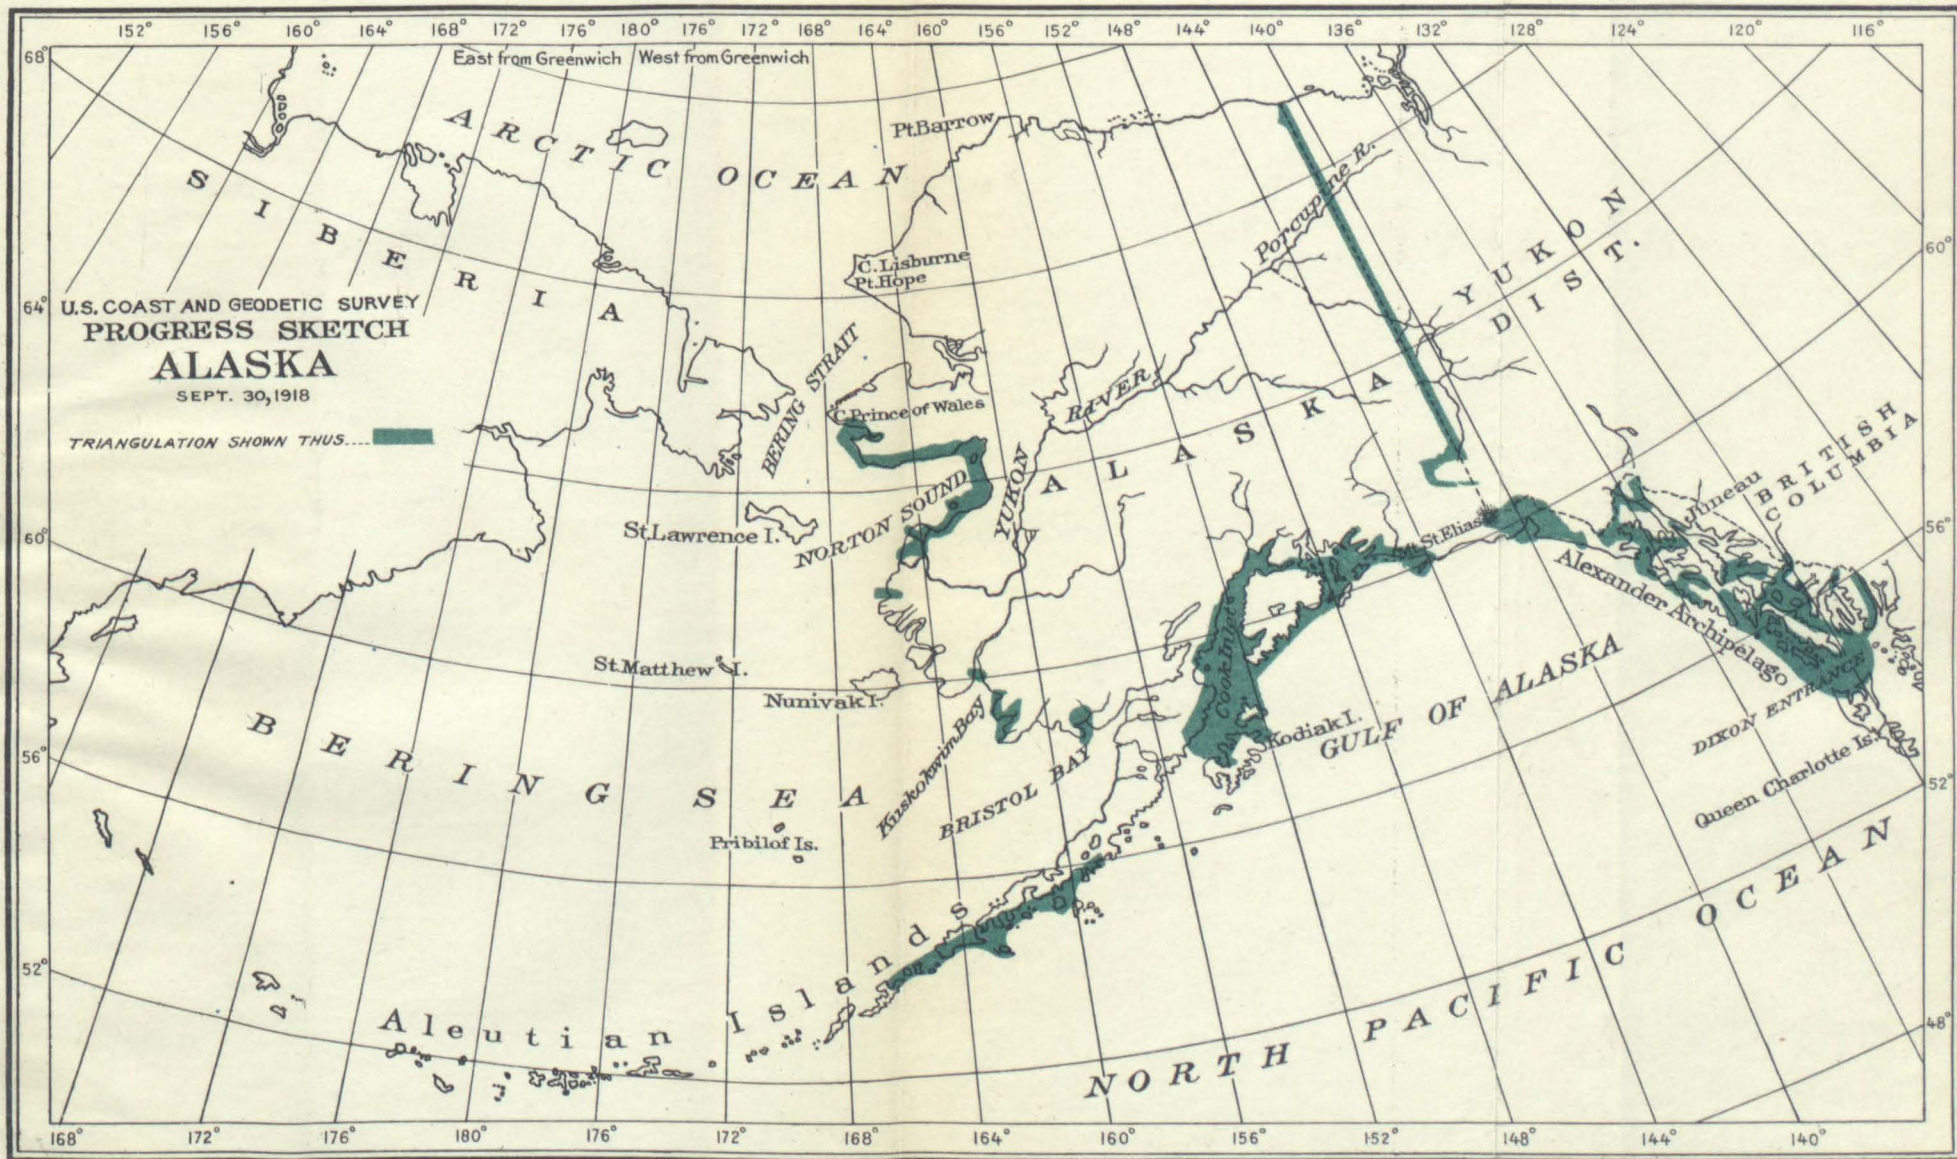 152° 156° 160° 164° 168° 172° 176° 180° 176° 172° 168° 164° 160° 156° 152° 148° 144° 140° 136° 132° 128° 124° 120° 116°
East from Greenwich West from Greenwich
68°
ARCTIC OCEAN
Pt. Barrow
SIBERIA
Porcupine R.
YUKON
DIST.
60°
C. Lisburne
Pt. Hope
64°
U.S. COAST AND GEODETIC SURVEY
PROGRESS SKETCH
ALASKA
SEPT. 30, 1918
TRIANGULATION SHOWN THUS....
BERING STRAIT
C. Prince of Wales
YUKON RIVER
ALASKA
BRITISH
COLUMBIA
Juneau
NORTON SOUND
St. Lawrence I.
Mt. St. Elias
60°
56°
Alexander Archipelago
Cook Inlet
St. Matthew I.
Nunivak I.
Kuskokwim Bay
BRISTOL BAY
Kodiak I.
GULF OF ALASKA
DIXON ENTRANCE
Queen Charlotte Is.
56°
52°
BERING SEA
Pribilof Is.
52°
Aleutian Islands
NORTH PACIFIC OCEAN
48°
168° 172° 176° 180° 176° 172° 168° 164° 160° 156° 152° 148° 144° 140°